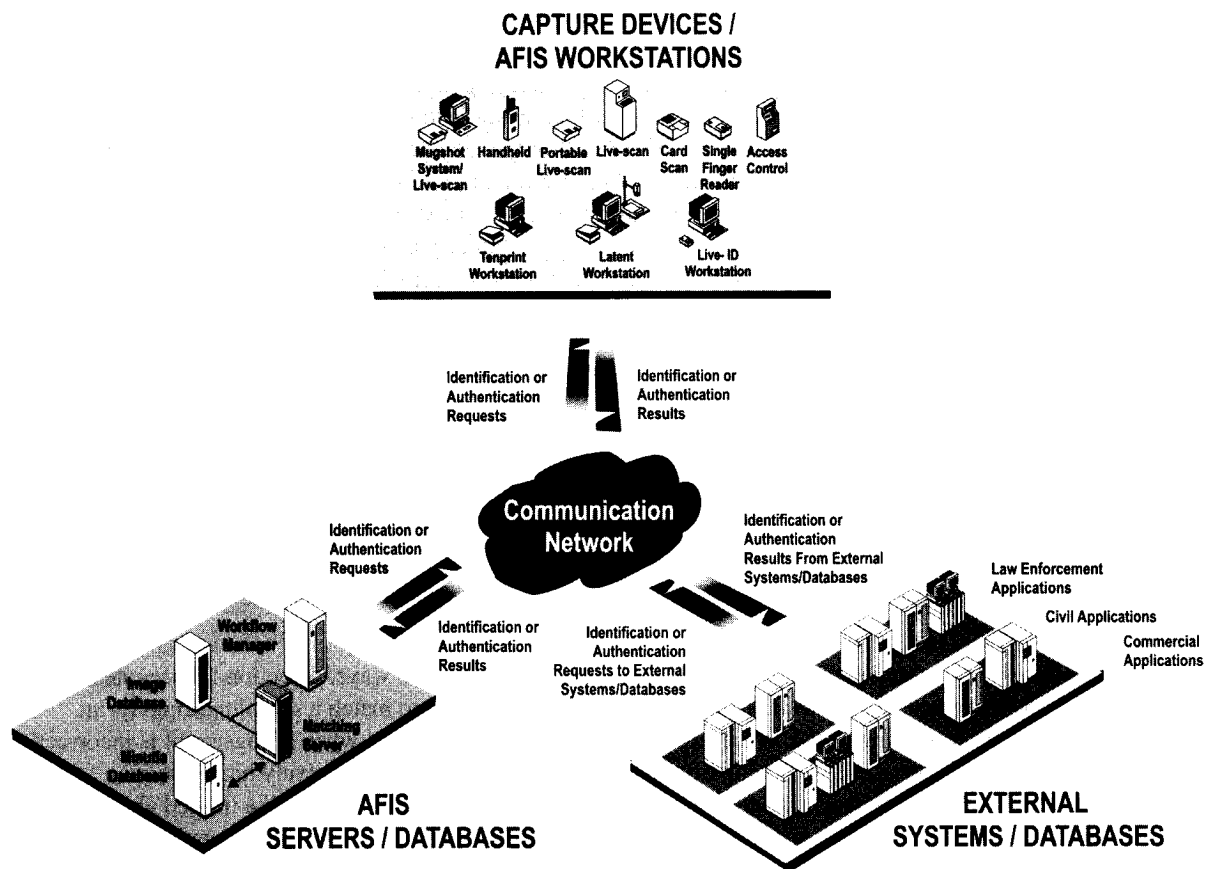 CAPTURE DEVICES /
AFIS WORKSTATIONS
Mugshot
System/
Live-scan
Handheld
Portable
Live-scan
Live-scan
Card
Scan
Single
Finger
Reader
Access
Control
Tenprint
Workstation
Latent
Workstation
Live- ID
Workstation
Identification or
Authentication
Requests
Identification or
Authentication
Results
Communication
Network
Identification or
Authentication
Requests
Identification or
Authentication
Results
Identification or
Authentication
Results From External
Systems/Databases
Identification or
Authentication
Requests to External
Systems/Databases
Law Enforcement
Applications
Civil Applications
Commercial
Applications
Workflow
Manager
Image
Database
Matching
Server
Minutia
Database
AFIS
SERVERS / DATABASES
EXTERNAL
SYSTEMS / DATABASES